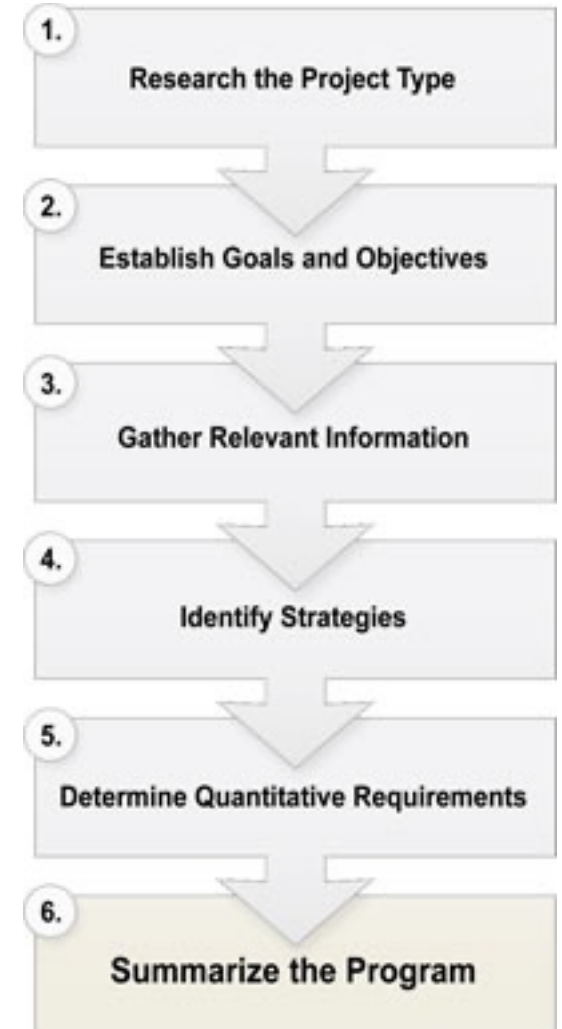 1.
Research the Project Type
2.
Establish Goals and Objectives
3.
Gather Relevant Information
4.
Identify Strategies
5.
Determine Quantitative Requirements
6.
Summarize the Program